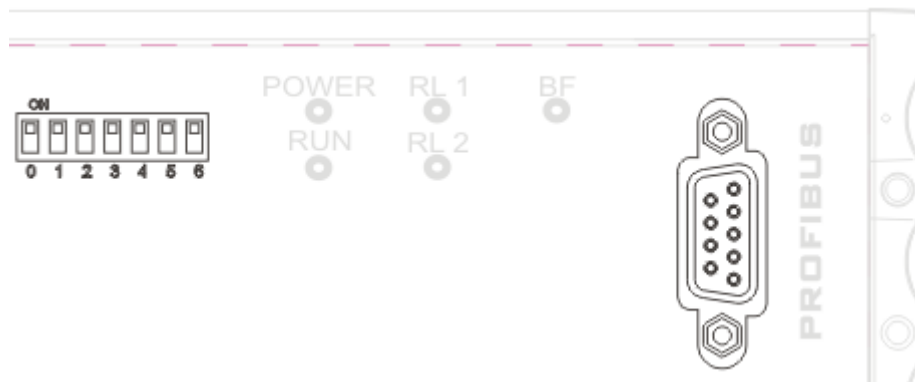 POWER RL 1 BF
ON
RUN RL 2
0 1 2 3 4 5 6
PROFIBUS